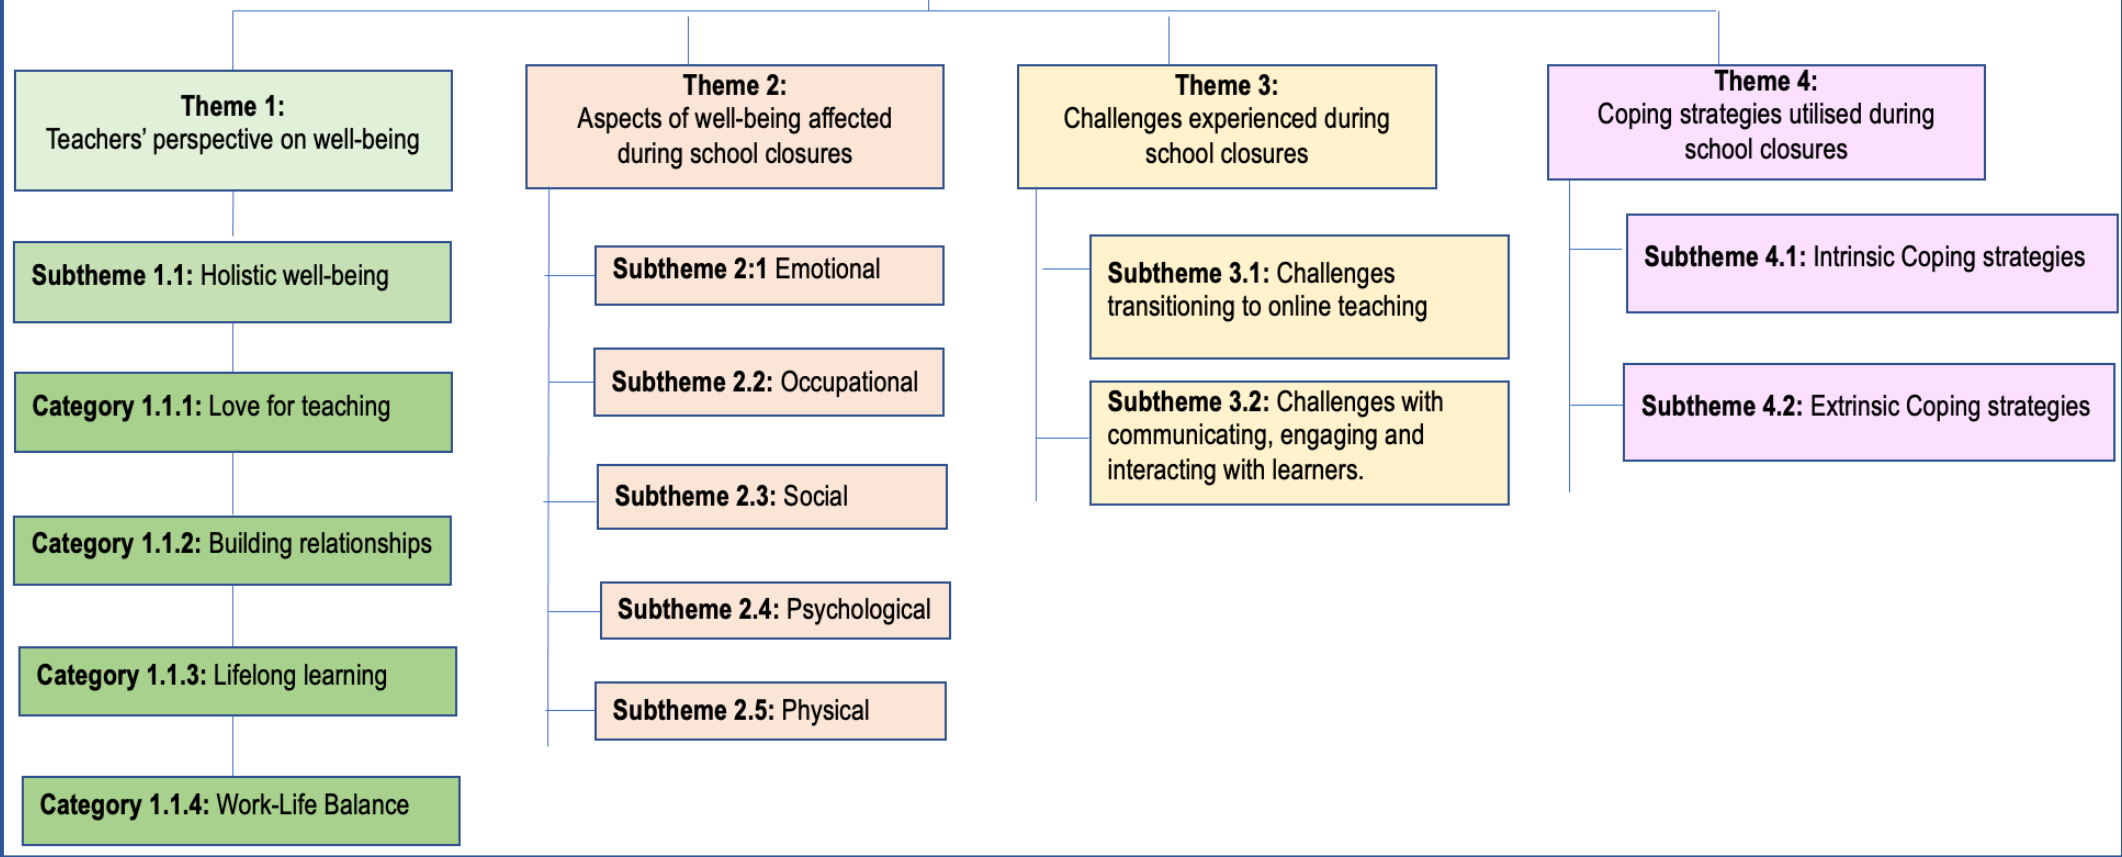 Theme 1:
Teachers’ perspective on well-being
Subtheme 1.1: Holistic well-being
Category 1.1.1: Love for teaching
Category 1.1.2: Building relationships
Category 1.1.3: Lifelong learning
Category 1.1.4: Work-Life Balance
Theme 2:
Aspects of well-being affected
during school closures
Subtheme 2:1 Emotional
Subtheme 2.2: Occupational
Subtheme 2.3: Social
Subtheme 2.4: Psychological
Subtheme 2.5: Physical
Theme 3:
Challenges experienced during
school closures
Subtheme 3.1: Challenges
transitioning to online teaching
Subtheme 3.2: Challenges with
communicating, engaging and
interacting with learners.
Theme 4:
Coping strategies utilised during
school closures
Subtheme 4.1: Intrinsic Coping strategies
Subtheme 4.2: Extrinsic Coping strategies